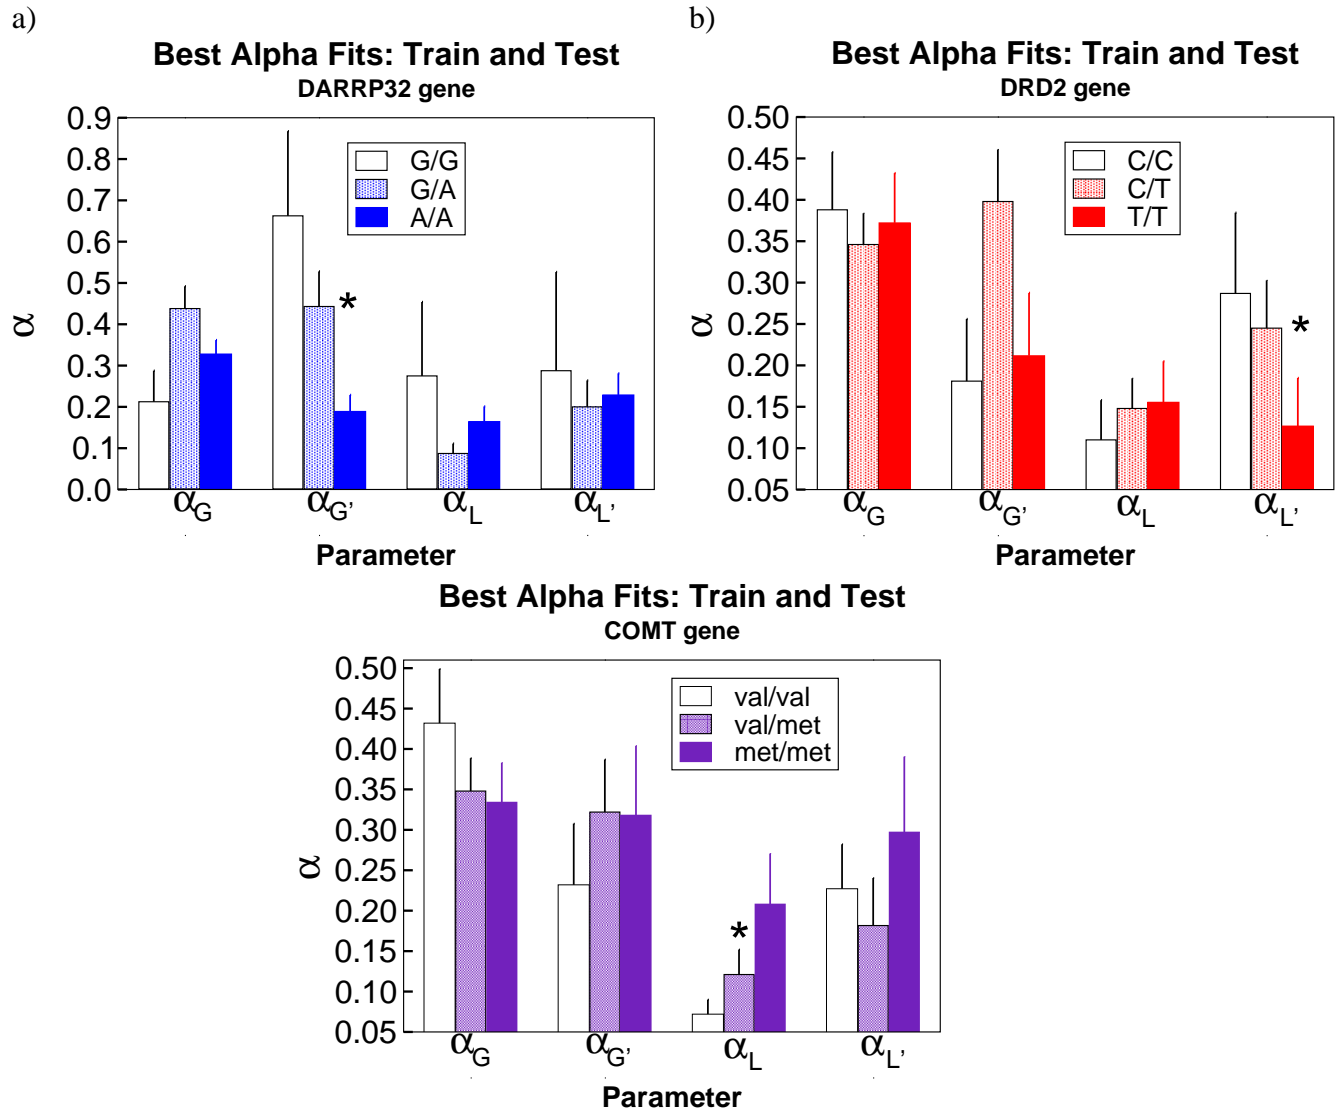 a)
Best Alpha Fits: Train and Test
DARRP32 gene
0.9
0.8
0.7
0.6
0.5
0.4
0.3
0.2
0.1
0.0
α
G/G
G/A
A/A
*
αG
αG’
αL
αL’
Parameter
b)
Best Alpha Fits: Train and Test
DRD2 gene
0.50
0.45
0.40
0.35
0.30
0.25
0.20
0.15
0.10
0.05
α
C/C
C/T
T/T
*
αG
αG’
αL
αL’
Parameter
Best Alpha Fits: Train and Test
COMT gene
0.50
0.45
0.40
0.35
0.30
0.25
0.20
0.15
0.10
0.05
α
val/val
val/met
met/met
*
αG
αG’
αL
αL’
Parameter